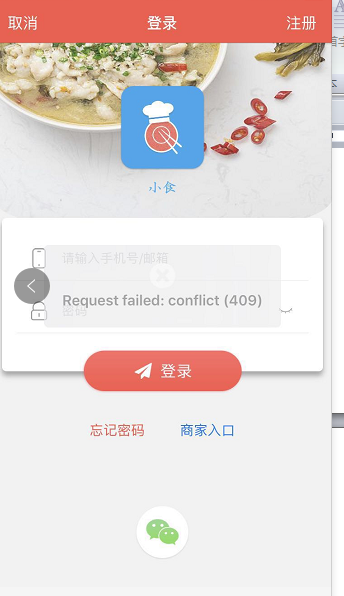 取消 登录 注册
小食
请输入手机号/邮箱
Request failed: conflict (409)
密码
登录
忘记密码 商家入口